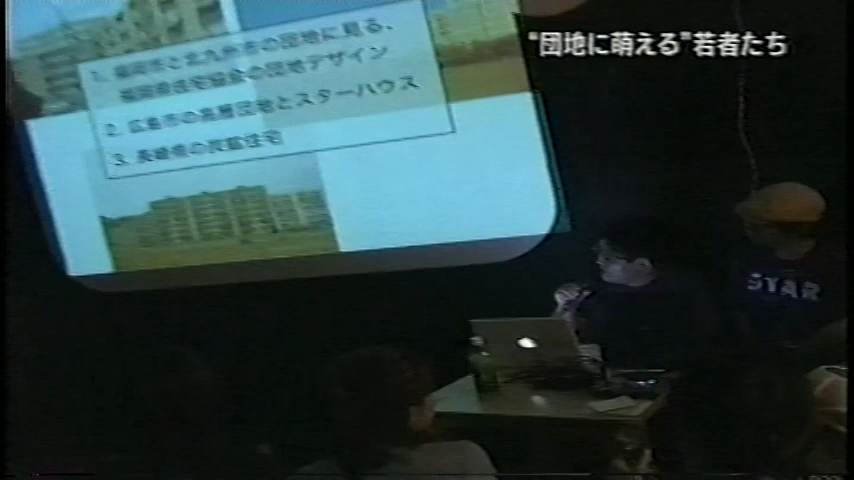 “団地に萌える”若者たち
1. 福岡市と北九州市の団地に見る、
福岡県住宅協会の団地デザイン
2. 広島市の高層団地とスターハウス
3. 長崎県の炭鉱住宅
STAR